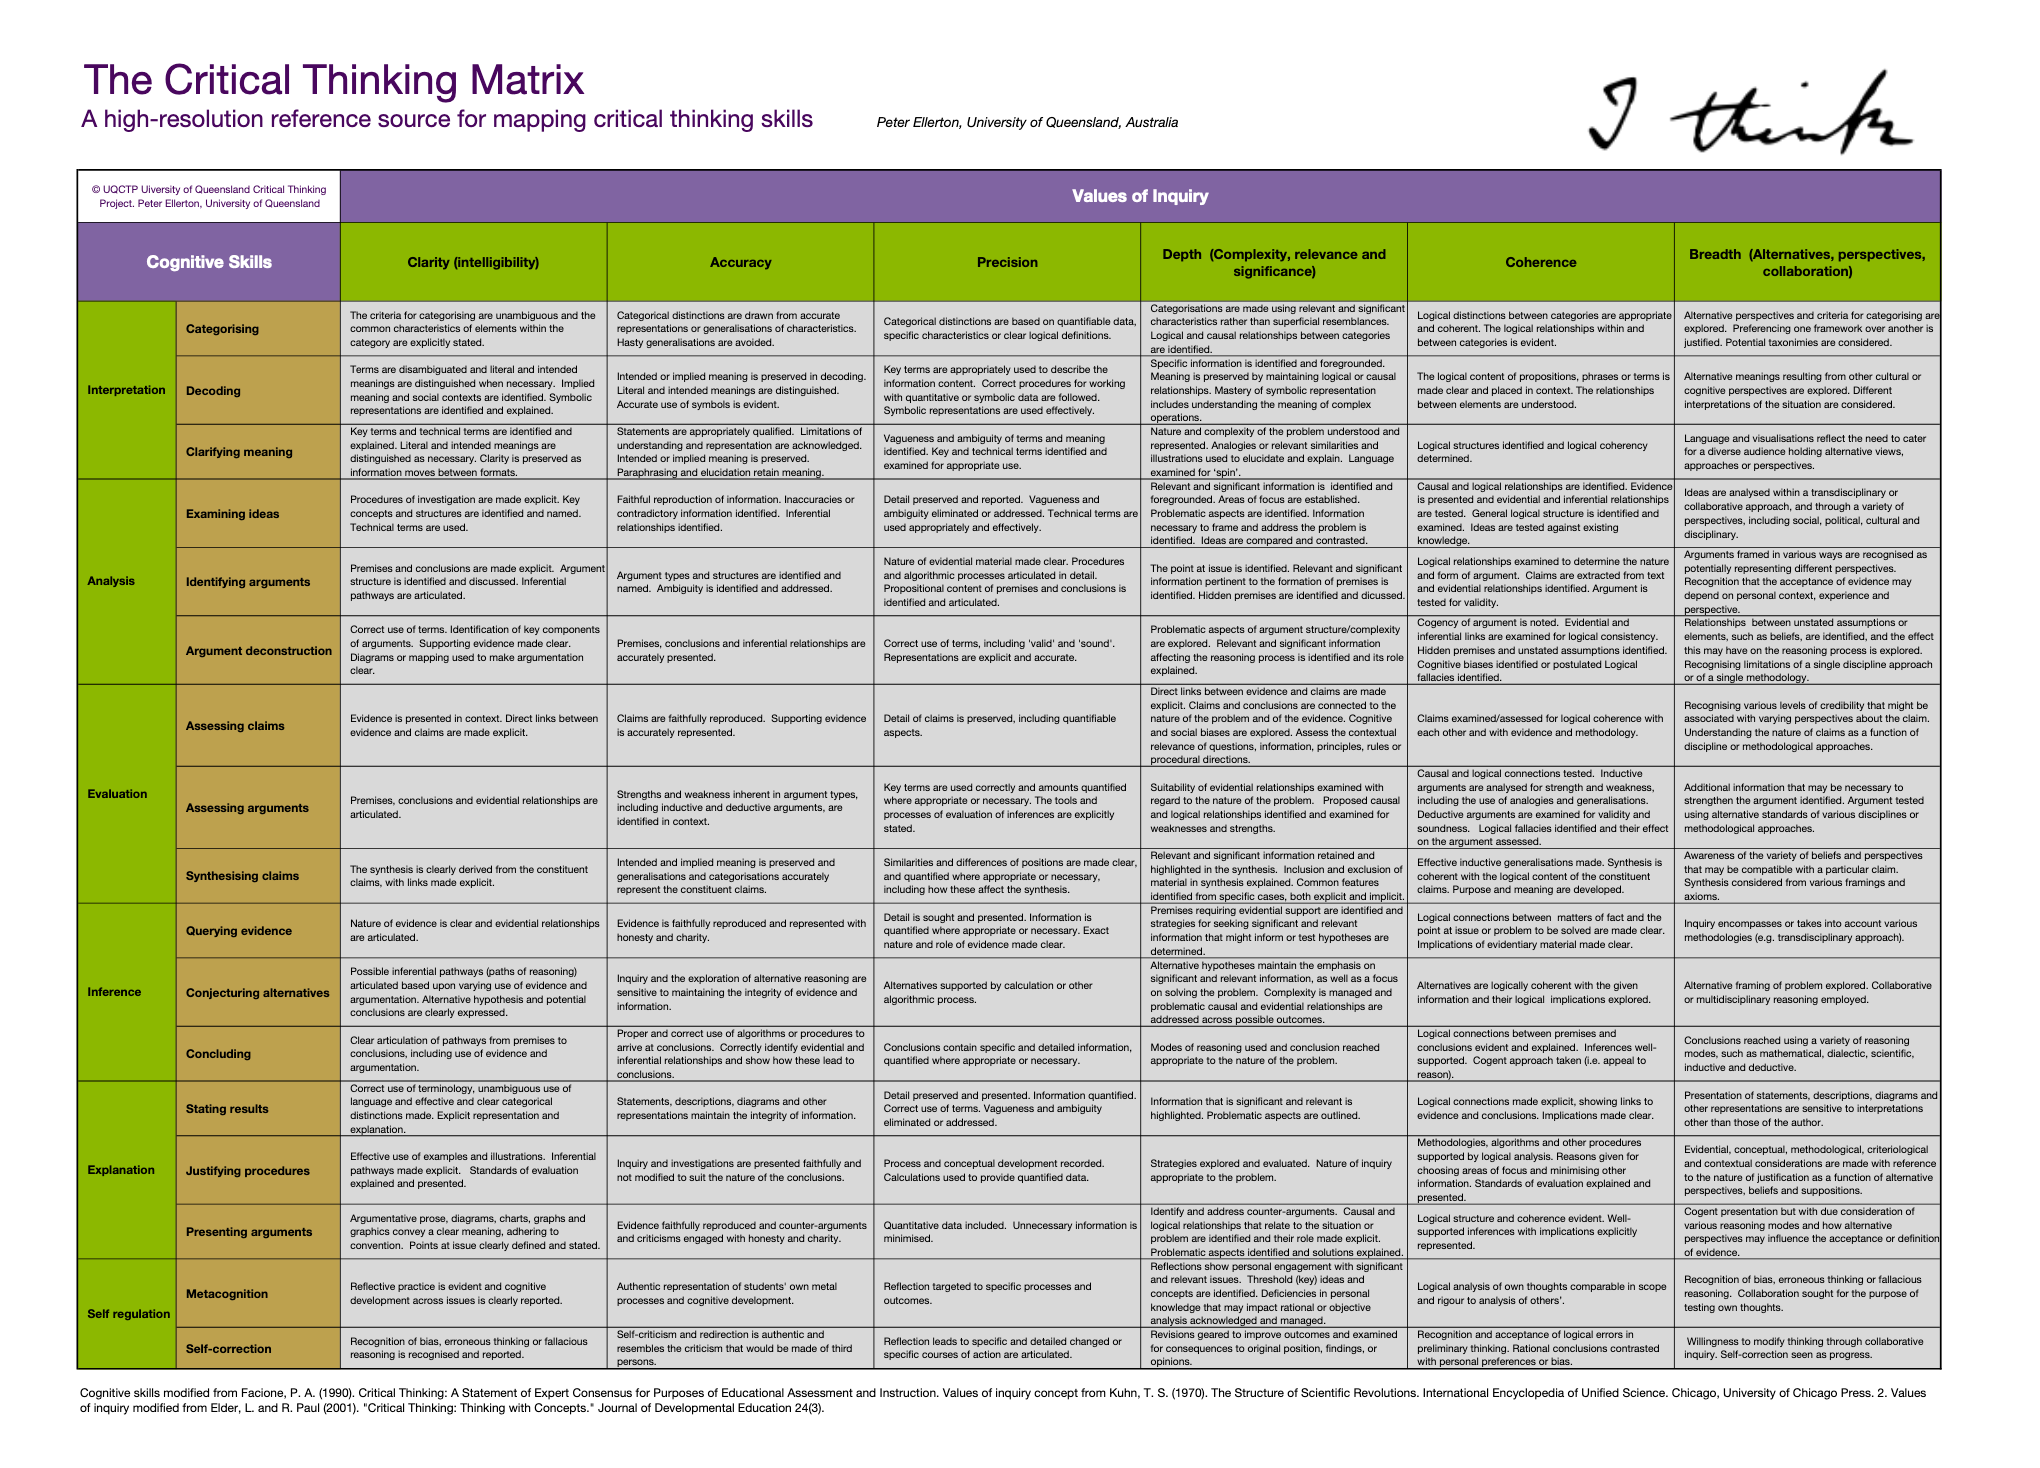 The Critical Thinking Matrix
A high-resolution reference source for mapping critical thinking skills
Peter Ellerton, University of Queensland, Australia
I think
© UQCTP Uiversity of Queensland Critical Thinking
Project. Peter Ellerton, University of Queensland
Values of Inquiry
Cognitive Skills
Clarity (intelligibility)
Accuracy
Precision
Depth (Complexity, relevance and
significance)
Coherence
Breadth (Alternatives, perspectives,
collaboration)
Interpretation
Categorising
The criteria for categorising are unambiguous and the
common characteristics of elements within the
category are explicitly stated.
Categorical distinctions are drawn from accurate
representations or generalisations of characteristics.
Hasty generalisations are avoided.
Categorical distinctions are based on quantifiable data,
specific characteristics or clear logical definitions.
Categorisations are made using relevant and significant
characteristics rather than superficial resemblances.
Logical and causal relationships between categories
are identified.
Logical distinctions between categories are appropriate
and coherent. The logical relationships within and
between categories is evident.
Alternative perspectives and criteria for categorising are
explored. Preferencing one framework over another is
justified. Potential taxonimies are considered.
Decoding
Terms are disambiguated and literal and intended
meanings are distinguished when necessary. Implied
meaning and social contexts are identified. Symbolic
representations are identified and explained.
Intended or implied meaning is preserved in decoding.
Literal and intended meanings are distinguished.
Accurate use of symbols is evident.
Key terms are appropriately used to describe the
information content. Correct procedures for working
with quantitative or symbolic data are followed.
Symbolic representations are used effectively.
Specific information is identified and foregrounded.
Meaning is preserved by maintaining logical or causal
relationships. Mastery of symbolic representation
includes understanding the meaning of complex
operations.
The logical content of propositions, phrases or terms is
made clear and placed in context. The relationships
between elements are understood.
Alternative meanings resulting from other cultural or
cognitive perspectives are explored. Different
interpretations of the situation are considered.
Clarifying meaning
Key terms and technical terms are identified and
explained. Literal and intended meanings are
distinguished as necessary. Clarity is preserved as
information moves between formats.
Statements are appropriately qualified. Limitations of
understanding and representation are acknowledged.
Intended or implied meaning is preserved.
Paraphrasing and elucidation retain meaning.
Vagueness and ambiguity of terms and meaning
identified. Key and technical terms identified and
examined for appropriate use.
Nature and complexity of the problem understood and
represented. Analogies or relevant similarities and
illustrations used to elucidate and explain. Language
examined for 'spin'.
Logical structures identified and logical coherency
determined.
Language and visualisations reflect the need to cater
for a diverse audience holding alternative views,
approaches or perspectives.
Analysis
Examining ideas
Procedures of investigation are made explicit. Key
concepts and structures are identified and named.
Technical terms are used.
Faithful reproduction of information. Inaccuracies or
contradictory information identified. Inferential
relationships identified.
Detail preserved and reported. Vagueness and
ambiguity eliminated or addressed. Technical terms are
used appropriately and effectively.
Relevant and significant information is identified and
foregrounded. Areas of focus are established.
Problematic aspects are identified. Information
necessary to frame and address the problem is
identified. Ideas are compared and contrasted.
Causal and logical relationships are identified. Evidence
is presented and evidential and inferential relationships
are tested. General logical structure is identified and
examined. Ideas are tested against existing
knowledge.
Ideas are analysed within a transdisciplinary or
collaborative approach, and through a variety of
perspectives, including social, political, cultural and
disciplinary.
Identifying arguments
Premises and conclusions are made explicit. Argument
structure is identified and discussed. Inferential
pathways are articulated.
Argument types and structures are identified and
named. Ambiguity is identified and addressed.
Nature of evidential material made clear. Procedures
and algorithmic processes articulated in detail.
Propositional content of premises and conclusions is
identified and articulated.
The point at issue is identified. Relevant and significant
information pertinent to the formation of premises is
identified. Hidden premises are identified and dicussed.
Logical relationships examined to determine the nature
and form of argument. Claims are extracted from text
and evidential relationships identified. Argument is
tested for validity.
Arguments framed in various ways are recognised as
potentially representing different perspectives.
Recognition that the acceptance of evidence may
depend on personal context, experience and
perspective.
Argument deconstruction
Correct use of terms. Identification of key components
of arguments. Supporting evidence made clear.
Diagrams or mapping used to make argumentation
clear.
Premises, conclusions and inferential relationships are
accurately presented.
Correct use of terms, including 'valid' and 'sound'.
Representations are explicit and accurate.
Problematic aspects of argument structure/complexity
are explored. Relevant and significant information
affecting the reasoning process is identified and its role
explained.
Cogency of argument is noted. Evidential and
inferential links are examined for logical consistency.
Hidden premises and unstated assumptions identified.
Cognitive biases identified or postulated Logical
fallacies identified.
Relationships between unstated assumptions or
elements, such as beliefs, are identified, and the effect
this may have on the reasoning process is explored.
Recognising limitations of a single discipline approach
or of a single methodology.
Evaluation
Assessing claims
Evidence is presented in context. Direct links between
evidence and claims are made explicit.
Claims are faithfully reproduced. Supporting evidence
is accurately represented.
Detail of claims is preserved, including quantifiable
aspects.
Direct links between evidence and claims are made
explicit. Claims and conclusions are connected to the
nature of the problem and of the evidence. Cognitive
and social biases are explored. Assess the contextual
relevance of questions, information, principles, rules or
procedural directions.
Claims examined/assessed for logical coherence with
each other and with evidence and methodology.
Recognising various levels of credibility that might be
associated with varying perspectives about the claim.
Understanding the nature of claims as a function of
discipline or methodological approaches.
Assessing arguments
Premises, conclusions and evidential relationships are
articulated.
Strengths and weakness inherent in argument types,
including inductive and deductive arguments, are
identified in context.
Key terms are used correctly and amounts quantified
where appropriate or necessary. The tools and
processes of evaluation of inferences are explicitly
stated.
Suitability of evidential relationships examined with
regard to the nature of the problem. Proposed causal
and logical relationships identified and examined for
weaknesses and strengths.
Causal and logical connections tested. Inductive
arguments are analysed for strength and weakness,
including the use of analogies and generalisations.
Deductive arguments are examined for validity and
soundness. Logical fallacies identified and their effect
on the argument assessed.
Additional information that may be necessary to
strengthen the argument identified. Argument tested
using alternative standards of various disciplines or
methodological approaches.
Synthesising claims
The synthesis is clearly derived from the constituent
claims, with links made explicit.
Intended and implied meaning is preserved and
generalisations and categorisations accurately
represent the constituent claims.
Similarities and differences of positions are made clear,
and quantified where appropriate or necessary,
including how these affect the synthesis.
Relevant and significant information retained and
highlighted in the synthesis. Inclusion and exclusion of
material in synthesis explained. Common features
identified from specific cases, both explicit and implicit.
Effective inductive generalisations made. Synthesis is
coherent with the logical content of the constituent
claims. Purpose and meaning are developed.
Awareness of the variety of beliefs and perspectives
that may be compatible with a particular claim.
Synthesis considered from various framings and
axioms.
Inference
Querying evidence
Nature of evidence is clear and evidential relationships
are articulated.
Evidence is faithfully reproduced and represented with
honesty and charity.
Detail is sought and presented. Information is
quantified where appropriate or necessary. Exact
nature and role of evidence made clear.
Premises requiring evidential support are identified and
strategies for seeking significant and relevant
information that might inform or test hypotheses are
determined.
Logical connections between matters of fact and the
point at issue or problem to be solved are made clear.
Implications of evidentiary material made clear.
Inquiry encompasses or takes into account various
methodologies (e.g. transdisciplinary approach).
Conjecturing alternatives
Possible inferential pathways (paths of reasoning)
articulated based upon varying use of evidence and
argumentation. Alternative hypothesis and potential
conclusions are clearly expressed.
Inquiry and the exploration of alternative reasoning are
sensitive to maintaining the integrity of evidence and
information.
Alternatives supported by calculation or other
algorithmic process.
Alternative hypotheses maintain the emphasis on
significant and relevant information, as well as a focus
on solving the problem. Complexity is managed and
problematic causal and evidential relationships are
addressed across possible outcomes.
Alternatives are logically coherent with the given
information and their logical implications explored.
Alternative framing of problem explored. Collaborative
or multidisciplinary reasoning employed.
Concluding
Clear articulation of pathways from premises to
conclusions, including use of evidence and
argumentation.
Proper and correct use of algorithms or procedures to
arrive at conclusions. Correctly identify evidential and
inferential relationships and show how these lead to
conclusions.
Conclusions contain specific and detailed information,
quantified where appropriate or necessary.
Modes of reasoning used and conclusion reached
appropriate to the nature of the problem.
Logical connections between premises and
conclusions evident and explained. Inferences well-
supported. Cogent approach taken (i.e. appeal to
reason).
Conclusions reached using a variety of reasoning
modes, such as mathematical, dialectic, scientific,
inductive and deductive.
Explanation
Stating results
Correct use of terminology, unambiguous use of
language and effective and clear categorical
distinctions made. Explicit representation and
explanation.
Statements, descriptions, diagrams and other
representations maintain the integrity of information.
Detail preserved and presented. Information quantified.
Correct use of terms. Vagueness and ambiguity
eliminated or addressed.
Information that is significant and relevant is
highlighted. Problematic aspects are outlined.
Logical connections made explicit, showing links to
evidence and conclusions. Implications made clear.
Presentation of statements, descriptions, diagrams and
other representations are sensitive to interpretations
other than those of the author.
Justifying procedures
Effective use of examples and illustrations. Inferential
pathways made explicit. Standards of evaluation
explained and presented.
Inquiry and investigations are presented faithfully and
not modified to suit the nature of the conclusions.
Process and conceptual development recorded.
Calculations used to provide quantified data.
Strategies explored and evaluated. Nature of inquiry
appropriate to the problem.
Methodologies, algorithms and other procedures
supported by logical analysis. Reasons given for
choosing areas of focus and minimising other
information. Standards of evaluation explained and
presented.
Evidential, conceptual, methodological, criteriological
and contextual considerations are made with reference
to the nature of justification as a function of alternative
perspectives, beliefs and suppositions.
Presenting arguments
Argumentative prose, diagrams, charts, graphs and
graphics convey a clear meaning, adhering to
convention. Points at issue clearly defined and stated.
Evidence faithfully reproduced and counter-arguments
and criticisms engaged with honesty and charity.
Quantitative data included. Unnecessary information is
minimised.
Identify and address counter-arguments. Causal and
logical relationships that relate to the situation or
problem are identified and their role made explicit.
Problematic aspects identified and solutions explained.
Logical structure and coherence evident. Well-
supported inferences with implications explicitly
represented.
Cogent presentation but with due consideration of
various reasoning modes and how alternative
perspectives may influence the acceptance or definition
of evidence.
Self regulation
Metacognition
Reflective practice is evident and cognitive
development across issues is clearly reported.
Authentic representation of students' own metal
processes and cognitive development.
Reflection targeted to specific processes and
outcomes.
Reflections show personal engagement with significant
and relevant issues. Threshold (key) ideas and
concepts are identified. Deficiencies in personal
knowledge that may impact rational or objective
analysis acknowledged and managed.
Logical analysis of own thoughts comparable in scope
and rigour to analysis of others'.
Recognition of bias, erroneous thinking or fallacious
reasoning. Collaboration sought for the purpose of
testing own thoughts.
Self-correction
Recognition of bias, erroneous thinking or fallacious
reasoning is recognised and reported.
Self-criticism and redirection is authentic and
resembles the criticism that would be made of third
persons.
Reflection leads to specific and detailed changed or
specific courses of action are articulated.
Revisions geared to improve outcomes and examined
for consequences to original position, findings, or
opinions.
Recognition and acceptance of logical errors in
preliminary thinking. Rational conclusions contrasted
with personal preferences or bias.
Willingness to modify thinking through collaborative
inquiry. Self-correction seen as progress.
Cognitive skills modified from Facione, P. A. (1990). Critical Thinking: A Statement of Expert Consensus for Purposes of Educational Assessment and Instruction. Values of inquiry concept from Kuhn, T. S. (1970). The Structure of Scientific Revolutions. International Encyclopedia of Unified Science. Chicago, University of Chicago Press. 2. Values
of inquiry modified from Elder, L. and R. Paul (2001). "Critical Thinking: Thinking with Concepts." Journal of Developmental Education 24(3).